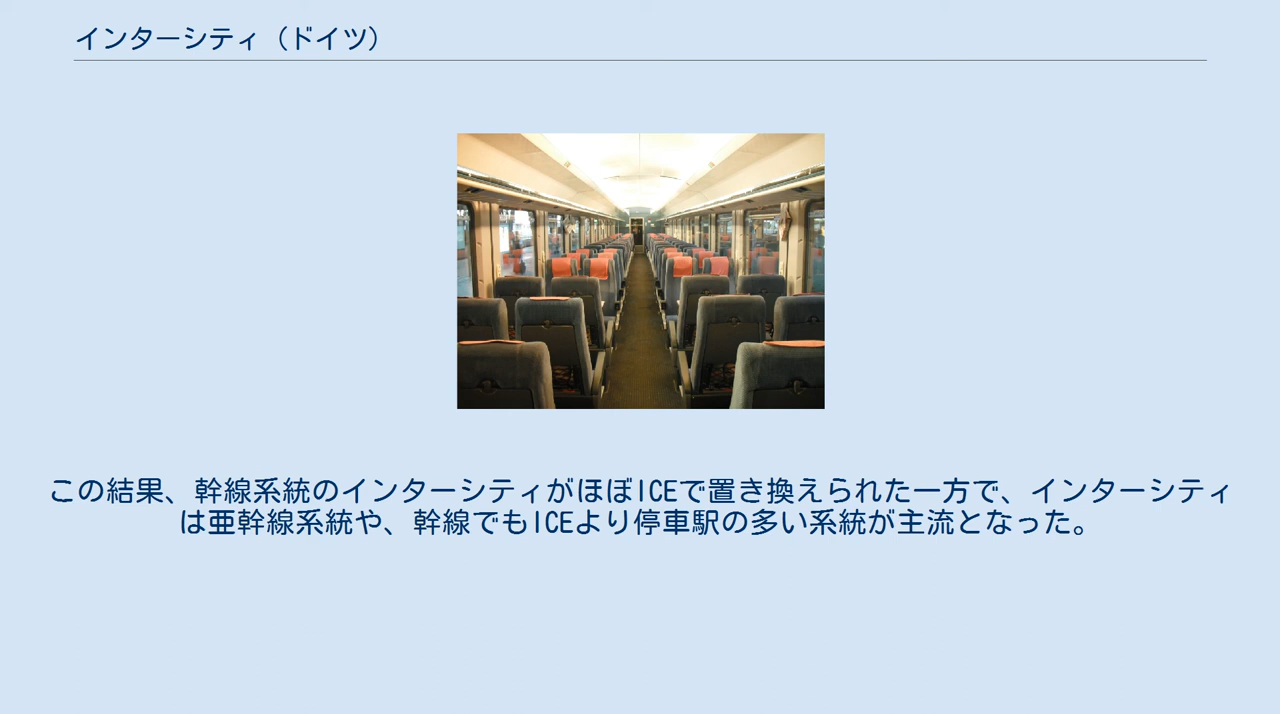 インターシティ（ドイツ）
この結果、幹線系統のインターシティがほぼICEで置き換えられた一方で、インターシティ
は亜幹線系統や、幹線でもICEより停車駅の多い系統が主流となった。